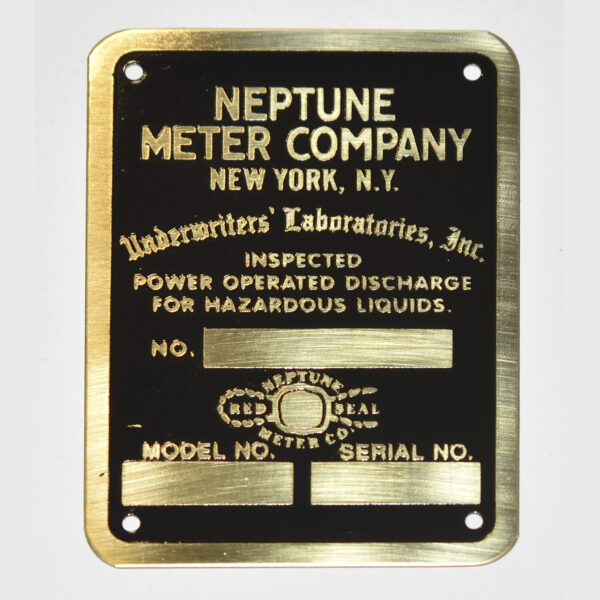 NEPTUNE
METER COMPANY
NEW YORK, N.Y.
Underwriters' Laboratories, Inc.
INSPECTED
POWER OPERATED DISCHARGE
FOR HAZARDOUS LIQUIDS.
NO.
NEPTUNE
RED SEAL
METER CO.
MODEL NO. SERIAL NO.